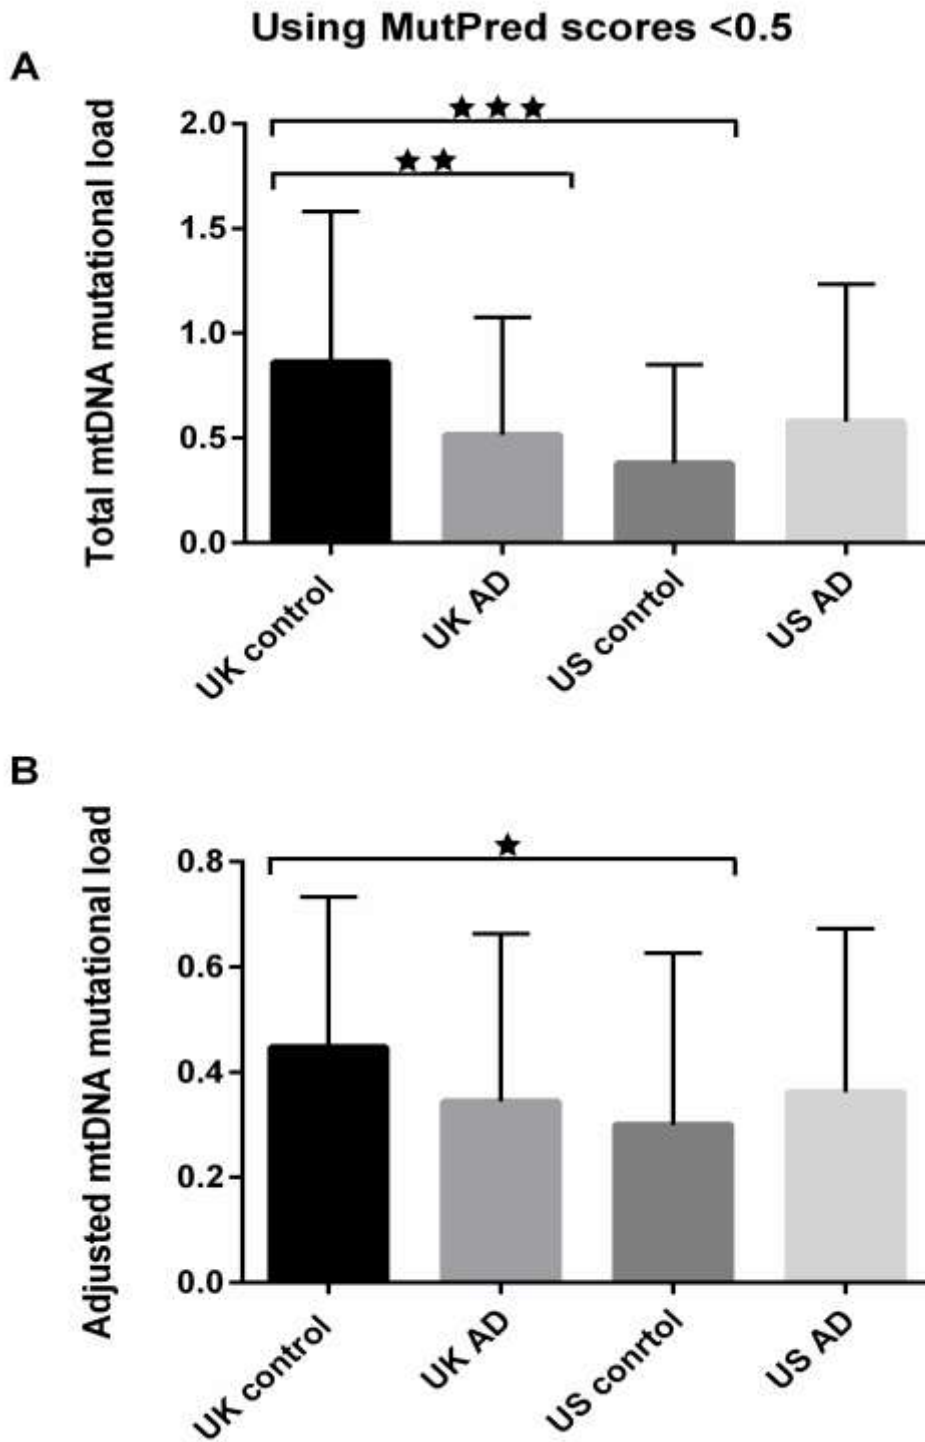 Using MutPred scores <0.5
A
Total mtDNA mutational load
2.0
★★★
★★
1.5
1.0
0.5
0.0
UK control
UK AD
US conrtol
US AD
B
Adjusted mtDNA mutational load
0.8
★
0.6
0.4
0.2
0.0
UK control
UK AD
US conrtol
US AD